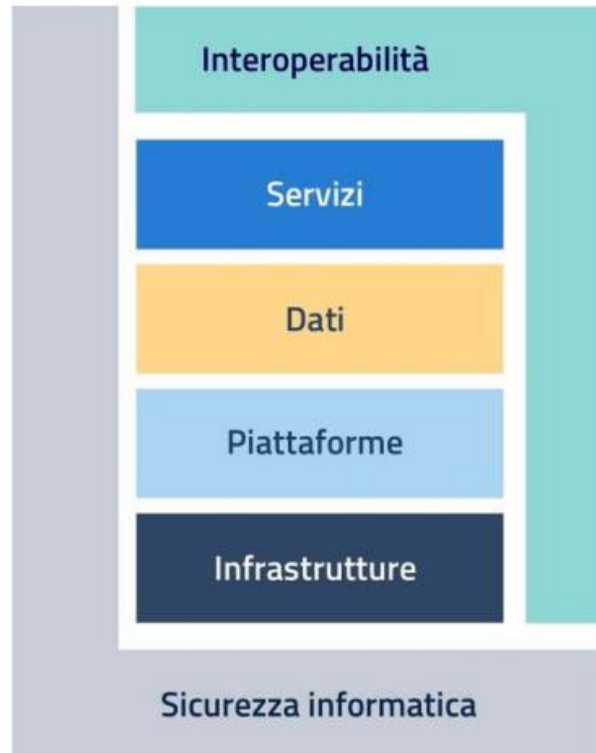 Interoperabilità
Servizi
Dati
Piattaforme
Infrastrutture
Sicurezza informatica